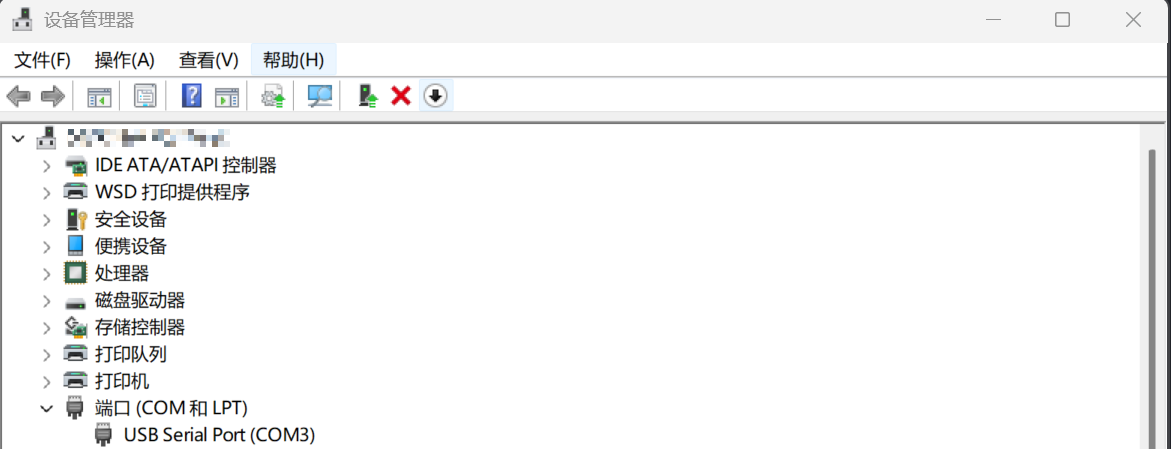 设备管理器
文件(F) 操作(A) 查看(V) 帮助(H)
IDE ATA/ATAPI 控制器
WSD 打印提供程序
安全设备
便携设备
处理器
磁盘驱动器
存储控制器
打印队列
打印机
端口 (COM 和 LPT)
USB Serial Port (COM3)